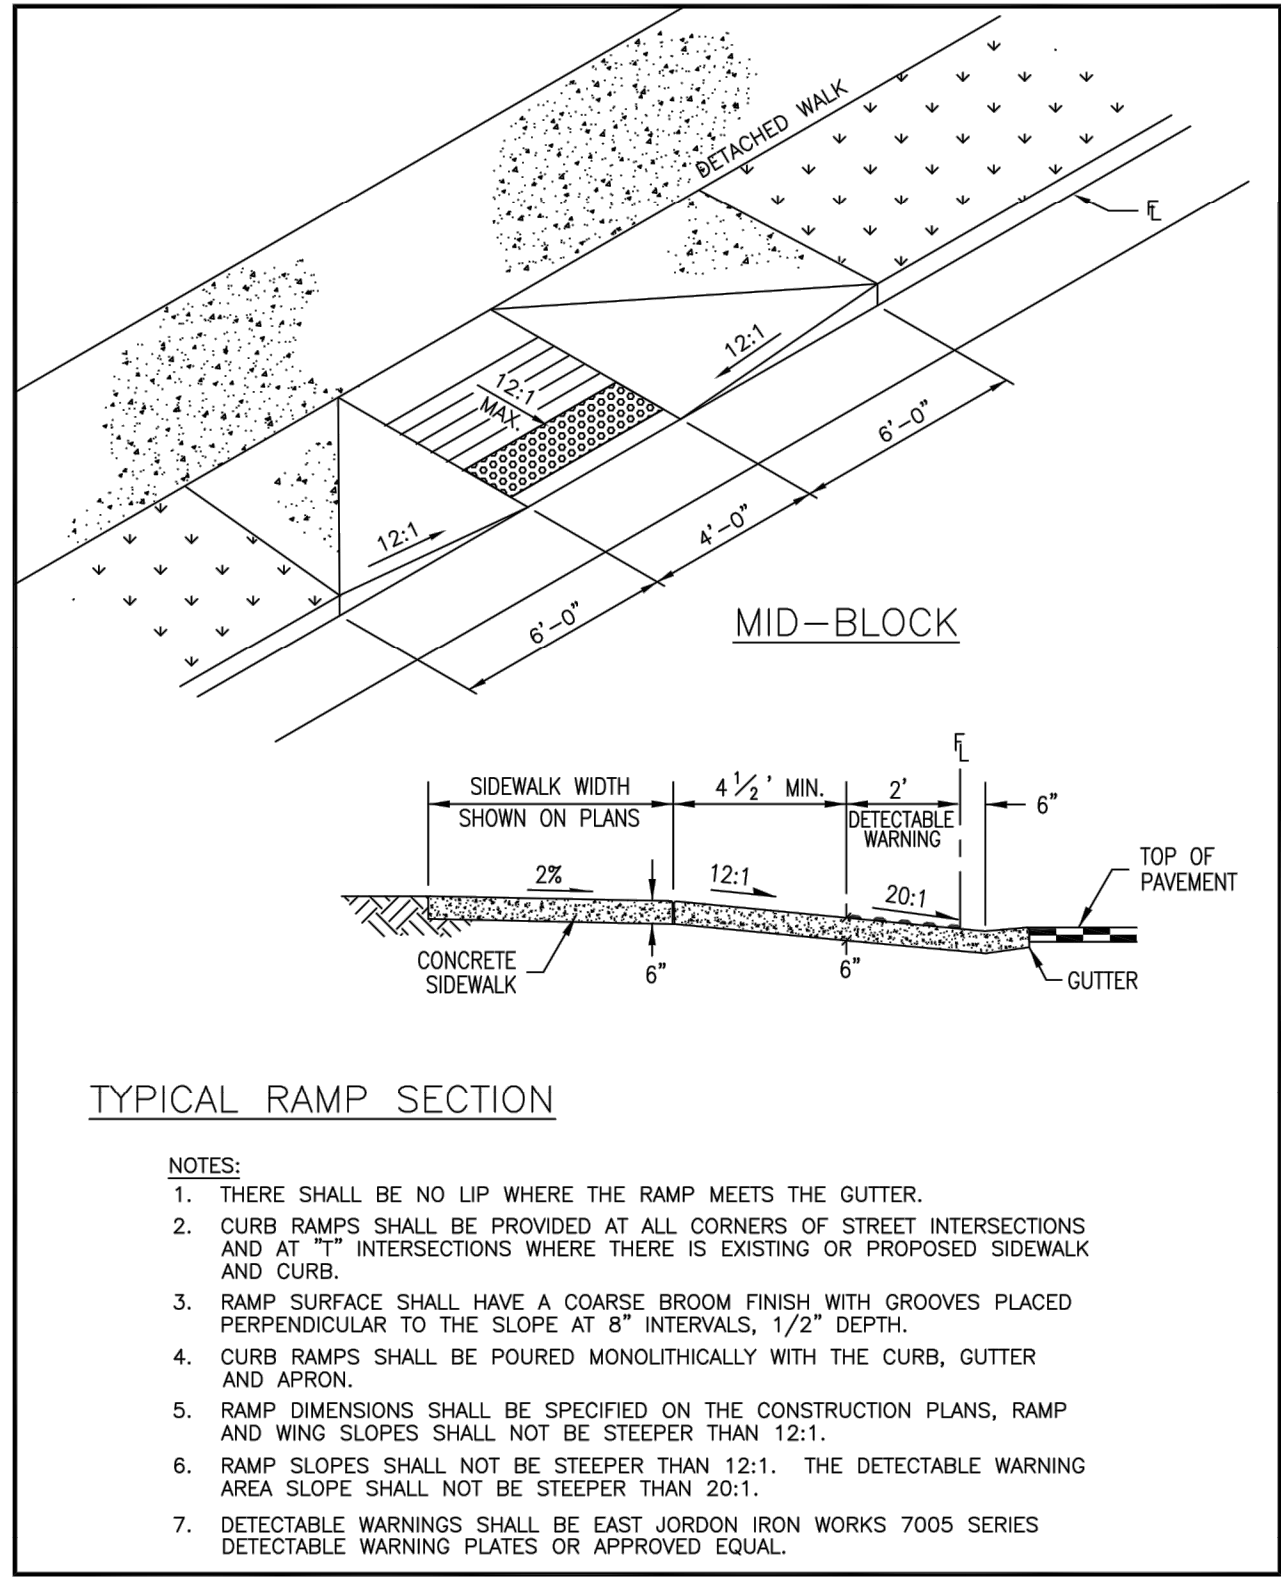 DETACHED WALK
FL
12:1
12:1
MAX.
12:1
6'-0"
4'-0"
6'-0"
MID-BLOCK
FL
SIDEWALK WIDTH
SHOWN ON PLANS
4 1/2' MIN.
2'
DETECTABLE
WARNING
6"
TOP OF
PAVEMENT
2%
12:1
20:1
CONCRETE
SIDEWALK
6"
6"
GUTTER
TYPICAL RAMP SECTION
NOTES:
1. THERE SHALL BE NO LIP WHERE THE RAMP MEETS THE GUTTER.
2. CURB RAMPS SHALL BE PROVIDED AT ALL CORNERS OF STREET INTERSECTIONS
AND AT "T" INTERSECTIONS WHERE THERE IS EXISTING OR PROPOSED SIDEWALK
AND CURB.
3. RAMP SURFACE SHALL HAVE A COARSE BROOM FINISH WITH GROOVES PLACED
PERPENDICULAR TO THE SLOPE AT 8" INTERVALS, 1/2" DEPTH.
4. CURB RAMPS SHALL BE POURED MONOLITHICALLY WITH THE CURB, GUTTER
AND APRON.
5. RAMP DIMENSIONS SHALL BE SPECIFIED ON THE CONSTRUCTION PLANS, RAMP
AND WING SLOPES SHALL NOT BE STEEPER THAN 12:1.
6. RAMP SLOPES SHALL NOT BE STEEPER THAN 12:1. THE DETECTABLE WARNING
AREA SLOPE SHALL NOT BE STEEPER THAN 20:1.
7. DETECTABLE WARNINGS SHALL BE EAST JORDON IRON WORKS 7005 SERIES
DETECTABLE WARNING PLATES OR APPROVED EQUAL.